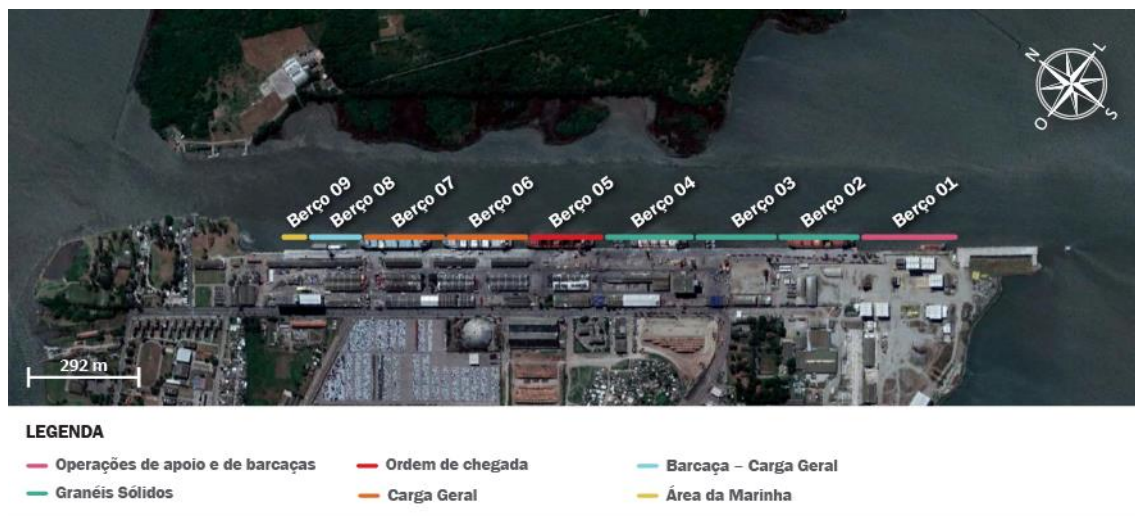 N
L
O
S
Berço 09
Berço 08
Berço 07
Berço 06
Berço 05
Berço 04
Berço 03
Berço 02
Berço 01
292 m
LEGENDA
Operações de apoio e de barcaças
Ordem de chegada
Barcaça – Carga Geral
Granéis Sólidos
Carga Geral
Área da Marinha